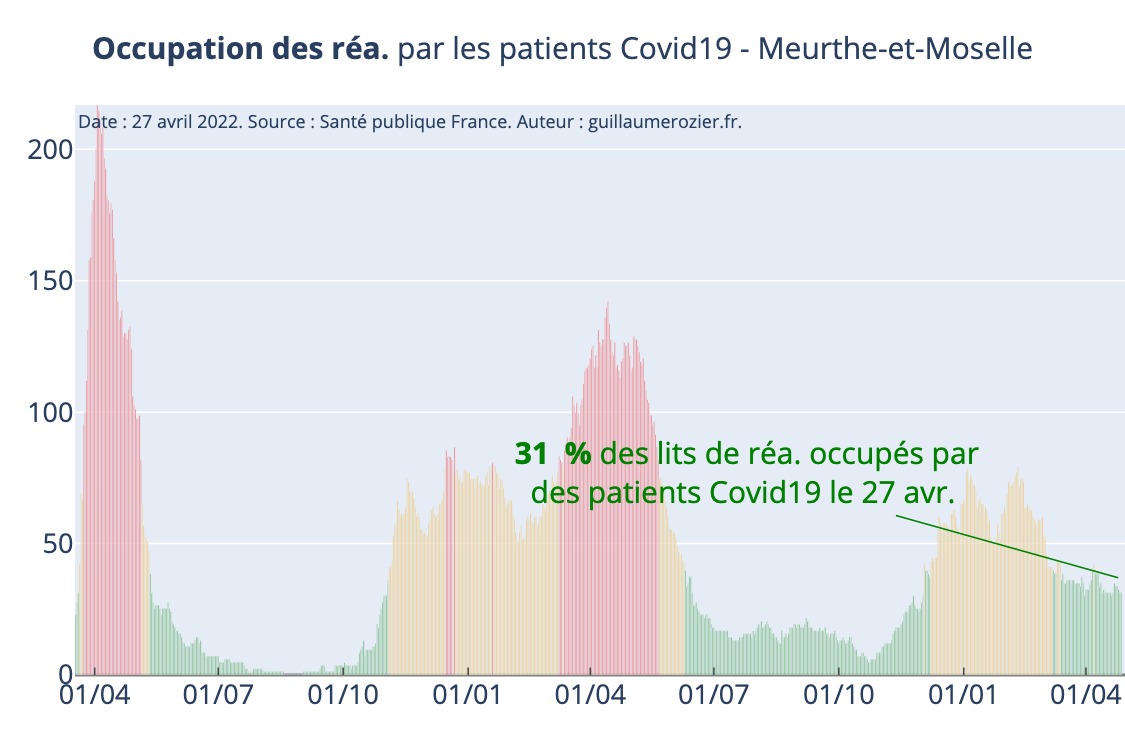 Occupation des réa. par les patients Covid19 - Meurthe-et-Moselle
Date : 27 avril 2022. Source : Santé publique France. Auteur : guillaumerozier.fr.
200
150
100
31 % des lits de réa. occupés par
des patients Covid19 le 27 avr.
50
0
01/04 01/07 01/10 01/01 01/04 01/07 01/10 01/01 01/04